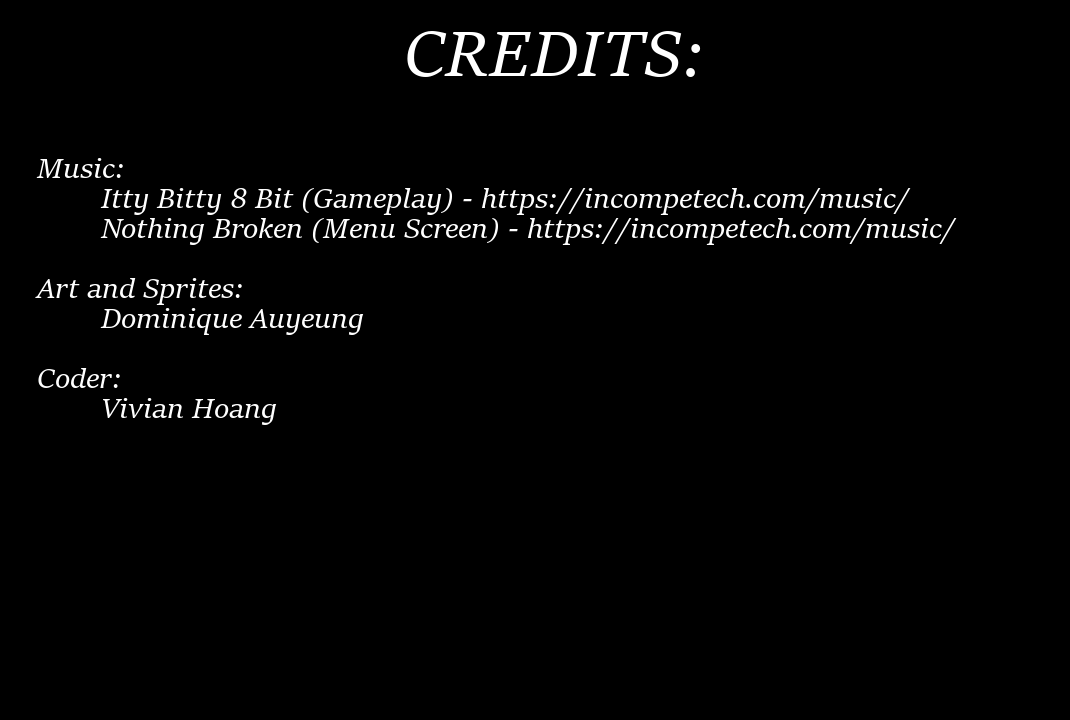 CREDITS:
Music:
Itty Bitty 8 Bit (Gameplay) - https://incompetech.com/music/
Nothing Broken (Menu Screen) - https://incompetech.com/music/
Art and Sprites:
Dominique Auyeung
Coder:
Vivian Hoang